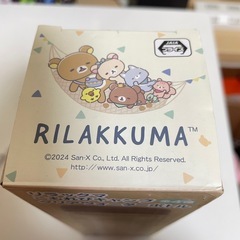 RILAKKUMA™
©2024 San-X Co., Ltd. All Rights Reserved.
http://www.san-x.co.jp/